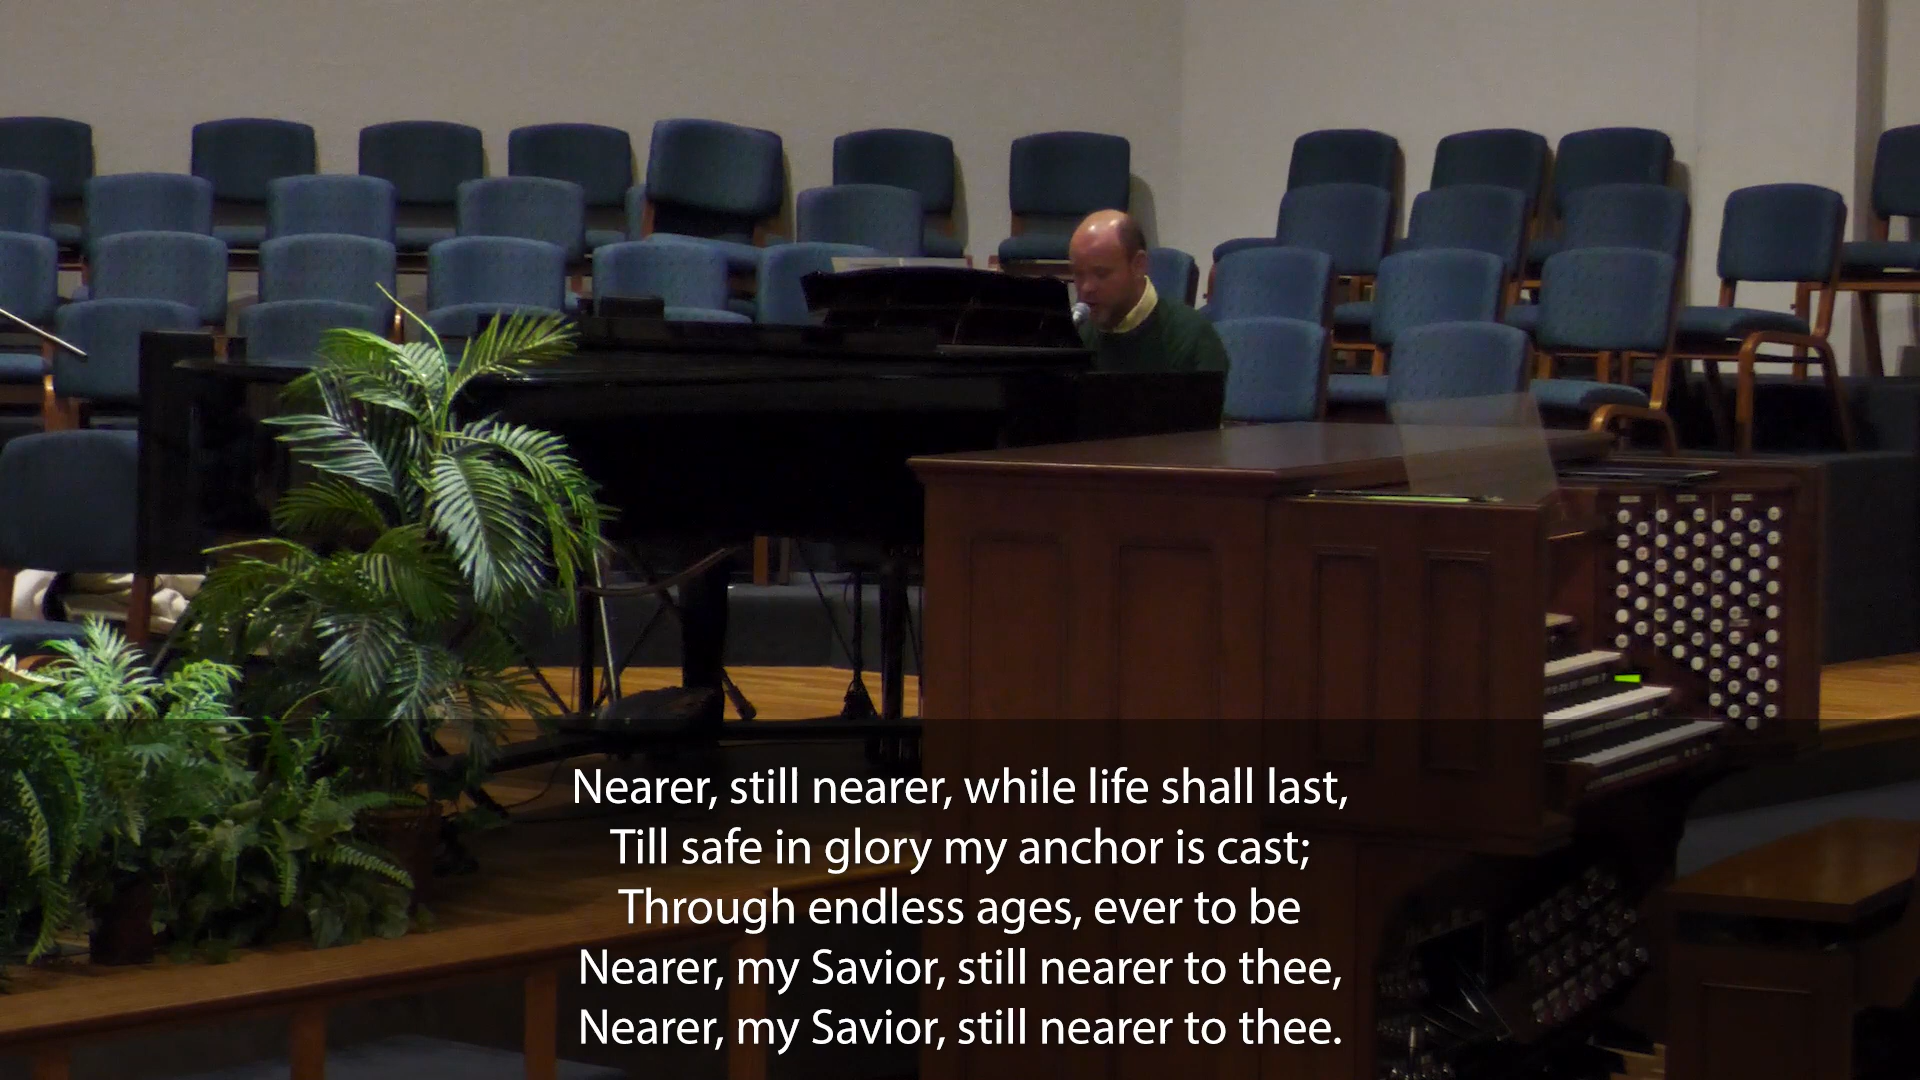 Nearer, still nearer, while life shall last,
Till safe in glory my anchor is cast;
Through endless ages, ever to be
Nearer, my Savior, still nearer to thee,
Nearer, my Savior, still nearer to thee.